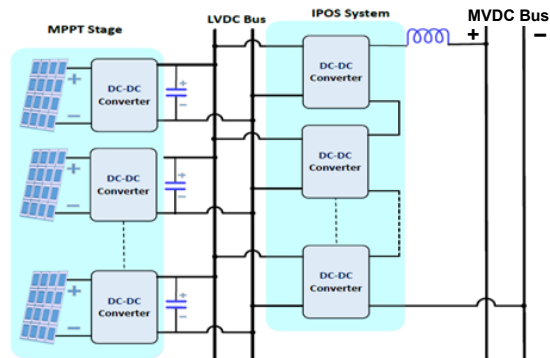 MPPT Stage
LVDC Bus
IPOS System
MVDC Bus
+
−
+
−
DC-DC
Converter
+
−
DC-DC
Converter
+
−
DC-DC
Converter
+
−
DC-DC
Converter
+
−
DC-DC
Converter
+
−
DC-DC
Converter
+
−